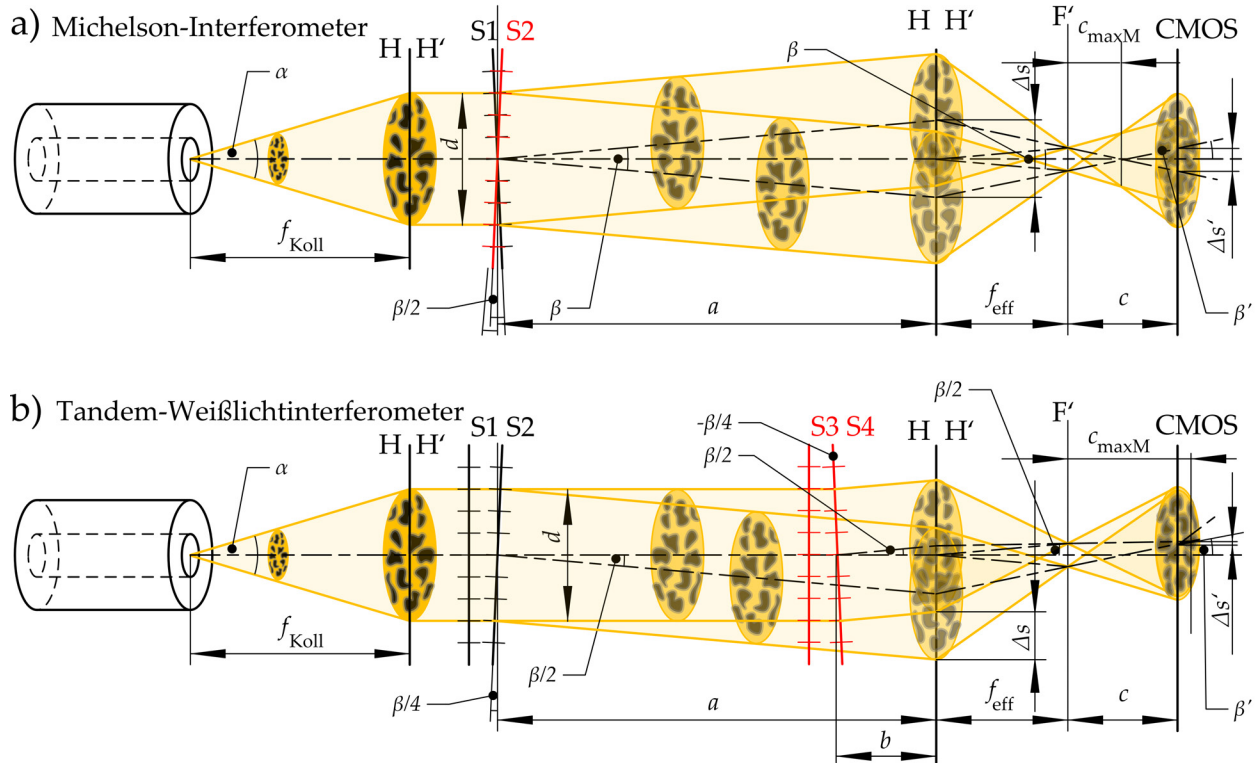 a) Michelson-Interferometer
α
H H‘
S1 S2
H H‘
F‘
c_maxM
CMOS
β
Δs
d
β
f_Koll
β/2
β
a
f_eff
c
Δs‘
β’
b) Tandem-Weißlichtinterferometer
α
H H‘
S1 S2
-β/4
β/2
S3 S4
H H‘
β/2
F‘
c_maxM
CMOS
d
f_Koll
β/4
β/2
a
b
Δs
f_eff
c
Δs‘
β’